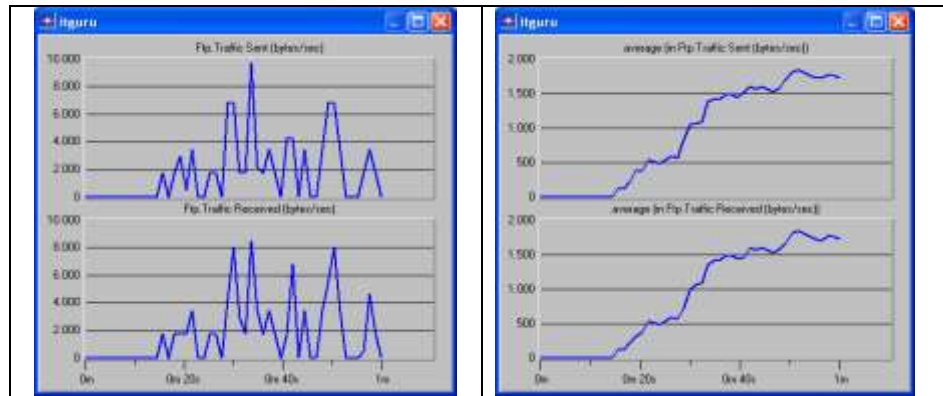 itguru
Ftp.Traffic Sent (bytes/sec)
10.000
8.000
6.000
4.000
2.000
0
Ftp.Traffic Received (bytes/sec)
10.000
8.000
6.000
4.000
2.000
0
0m 0m 20s 0m 40s 1m
itguru
average (in Ftp.Traffic Sent (bytes/sec))
2.000
1.500
1.000
500
0
average (in Ftp.Traffic Received (bytes/sec))
2.000
1.500
1.000
500
0
0m 0m 20s 0m 40s 1m